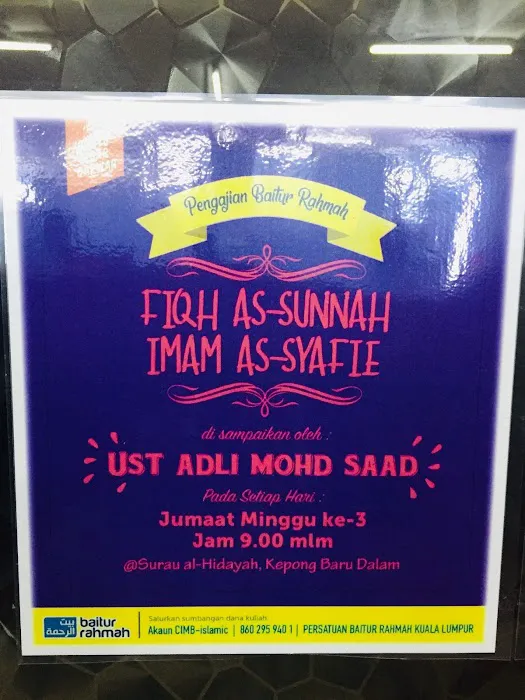 Pengajian Baitur Rahmah
FIQH AS-SUNNAH
IMAM AS-SYAFIE
di sampaikan oleh :
UST ADLI MOHD SAAD
Pada Setiap Hari :
Jumaat Minggu ke-3
Jam 9.00 mlm
@Surau al-Hidayah, Kepong Baru Dalam
بيت الرحمة
baitur rahmah
Salurkan sumbangan dana kuliah:
Akaun CIMB-islamic | 860 295 940 1 | PERSATUAN BAITUR RAHMAH KUALA LUMPUR